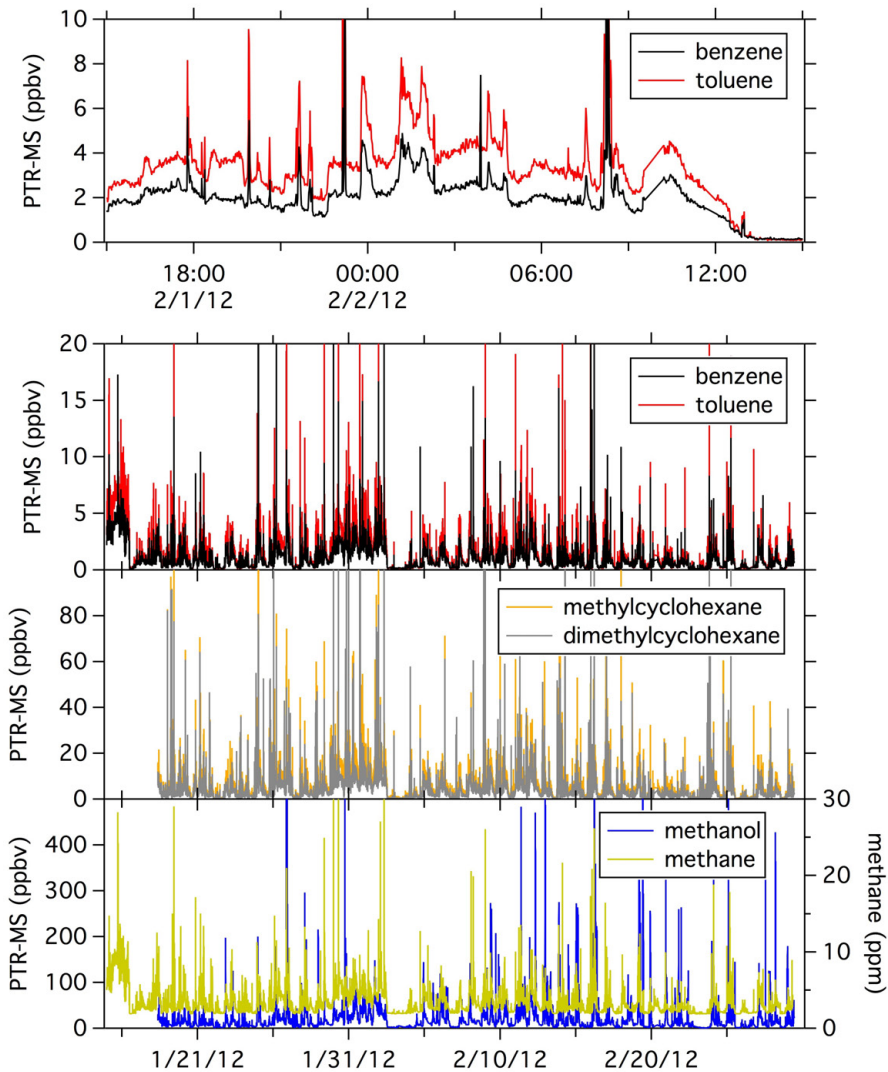 10
8
6
4
2
0
PTR-MS (ppbv)
benzene
toluene
18:00
2/1/12
00:00
2/2/12
06:00
12:00
20
15
10
5
0
PTR-MS (ppbv)
benzene
toluene
80
60
40
20
0
PTR-MS (ppbv)
methylcyclohexane
dimethylcyclohexane
400
300
200
100
0
PTR-MS (ppbv)
methanol
methane
30
20
10
0
methane (ppm)
1/21/12
1/31/12
2/10/12
2/20/12